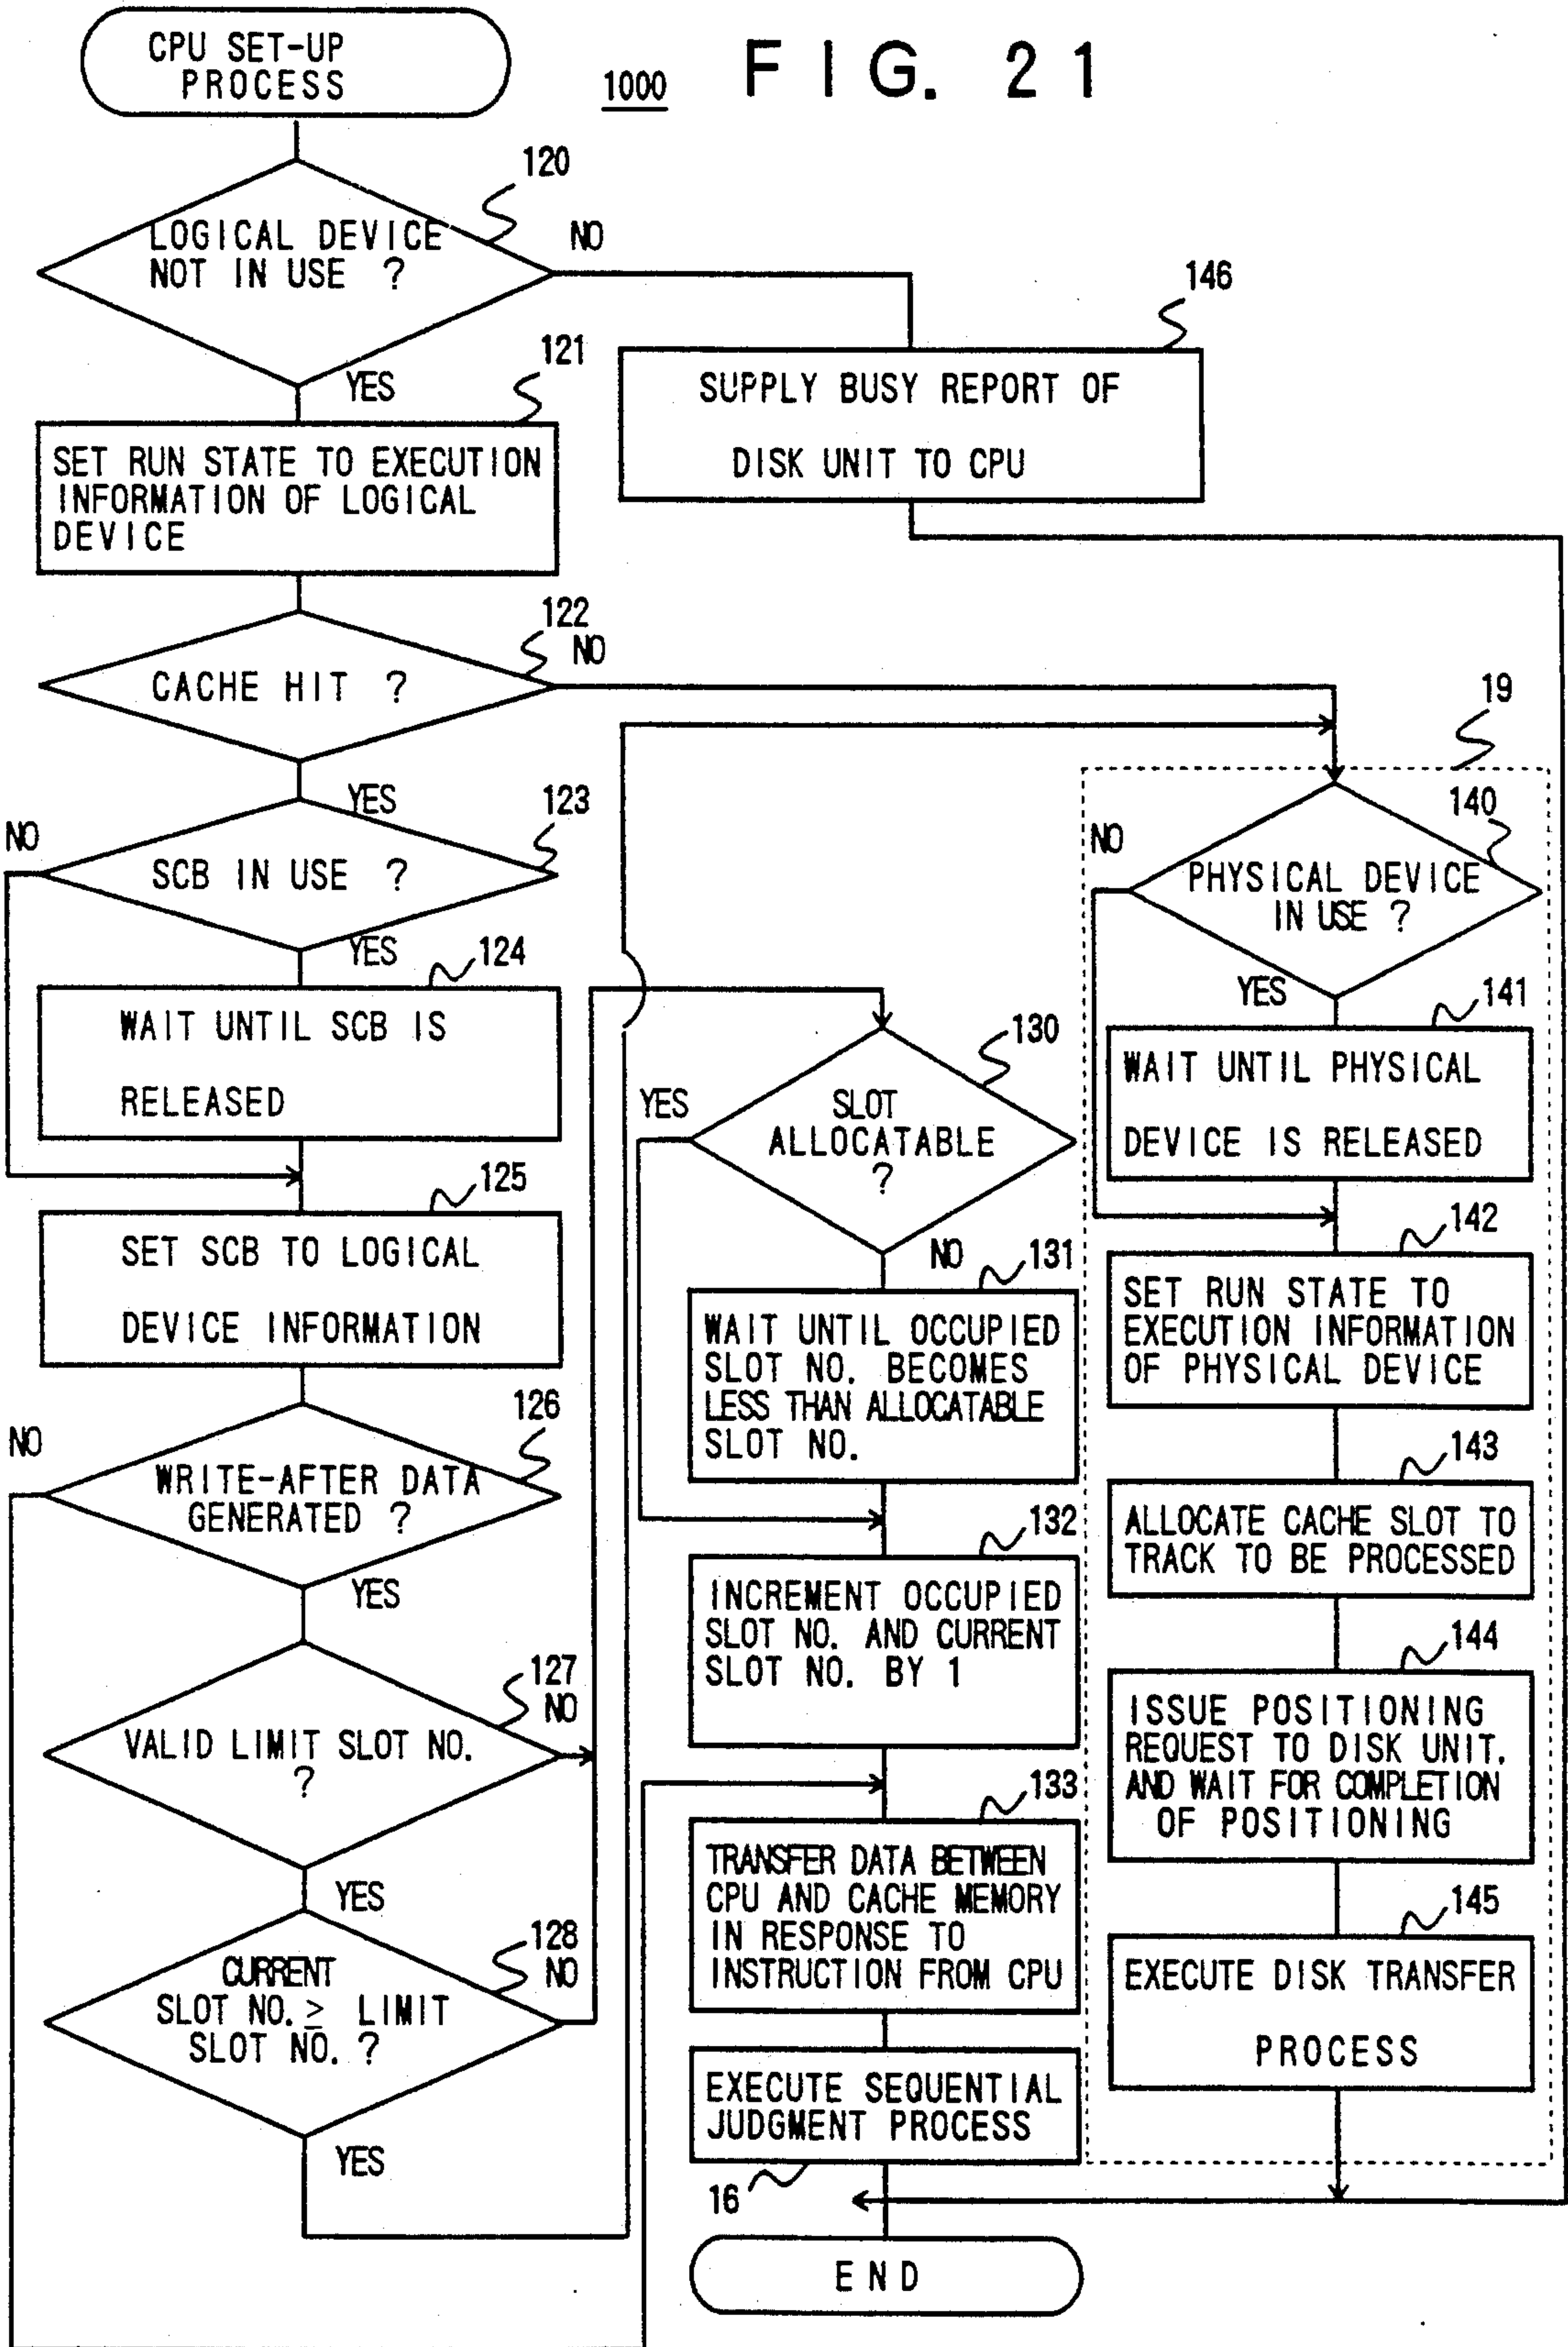 CPU SET-UP
PROCESS
1000
FIG. 21
120
LOGICAL DEVICE
NOT IN USE ?
NO
YES
146
SUPPLY BUSY REPORT OF
DISK UNIT TO CPU
121
SET RUN STATE TO EXECUTION
INFORMATION OF LOGICAL
DEVICE
122
NO
CACHE HIT ?
YES
123
NO
SCB IN USE ?
YES
124
WAIT UNTIL SCB IS
RELEASED
125
SET SCB TO LOGICAL
DEVICE INFORMATION
126
NO
WRITE-AFTER DATA
GENERATED ?
YES
127
NO
VALID LIMIT SLOT NO.
?
YES
128
NO
CURRENT
SLOT NO. ≥ LIMIT
SLOT NO. ?
YES
130
YES
SLOT
ALLOCATABLE
?
NO
131
WAIT UNTIL OCCUPIED
SLOT NO. BECOMES
LESS THAN ALLOCATABLE
SLOT NO.
132
INCREMENT OCCUPIED
SLOT NO. AND CURRENT
SLOT NO. BY 1
133
TRANSFER DATA BETWEEN
CPU AND CACHE MEMORY
IN RESPONSE TO
INSTRUCTION FROM CPU
EXECUTE SEQUENTIAL
JUDGMENT PROCESS
16
END
19
140
NO
PHYSICAL DEVICE
IN USE ?
YES
141
WAIT UNTIL PHYSICAL
DEVICE IS RELEASED
142
SET RUN STATE TO
EXECUTION INFORMATION
OF PHYSICAL DEVICE
143
ALLOCATE CACHE SLOT TO
TRACK TO BE PROCESSED
144
ISSUE POSITIONING
REQUEST TO DISK UNIT.
AND WAIT FOR COMPLETION
OF POSITIONING
145
EXECUTE DISK TRANSFER
PROCESS